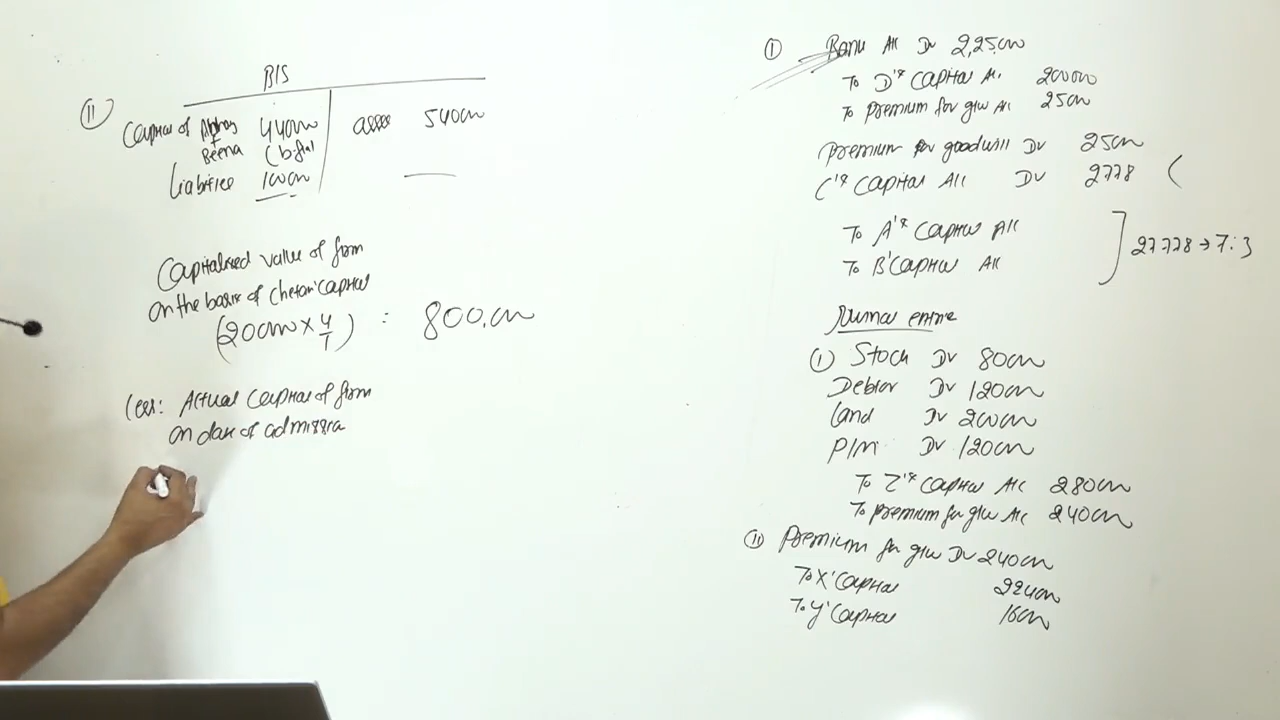 II
B/S
Capital of Abhay 440000 assets 540000
+
Beena (bfial
liabilities 100000
Capitalised value of firm
on the basis of Chetan' Capital
(200000 × 4/1) = 800,000
Less: Actual Capital of firm
on date of admission
I Bank A/c Dr 2,25000
To D's Capital A/c 200000
To Premium for g/w A/c 25000
Premium for goodwill Dr 25000
C's Capital A/c Dr 2778 (
To A's Capital A/c
To B'Capital A/c ] 27778 → 7:3
Journal entries
I Stock Dr 80000
Debtor Dr 120000
land Dr 200000
P/M Dr 120000
To Z's Capital A/c 280000
To premium for g/w A/c 240000
II Premium for g/w Dr 240000
To X'Capital 224000
To Y'Capital 16000